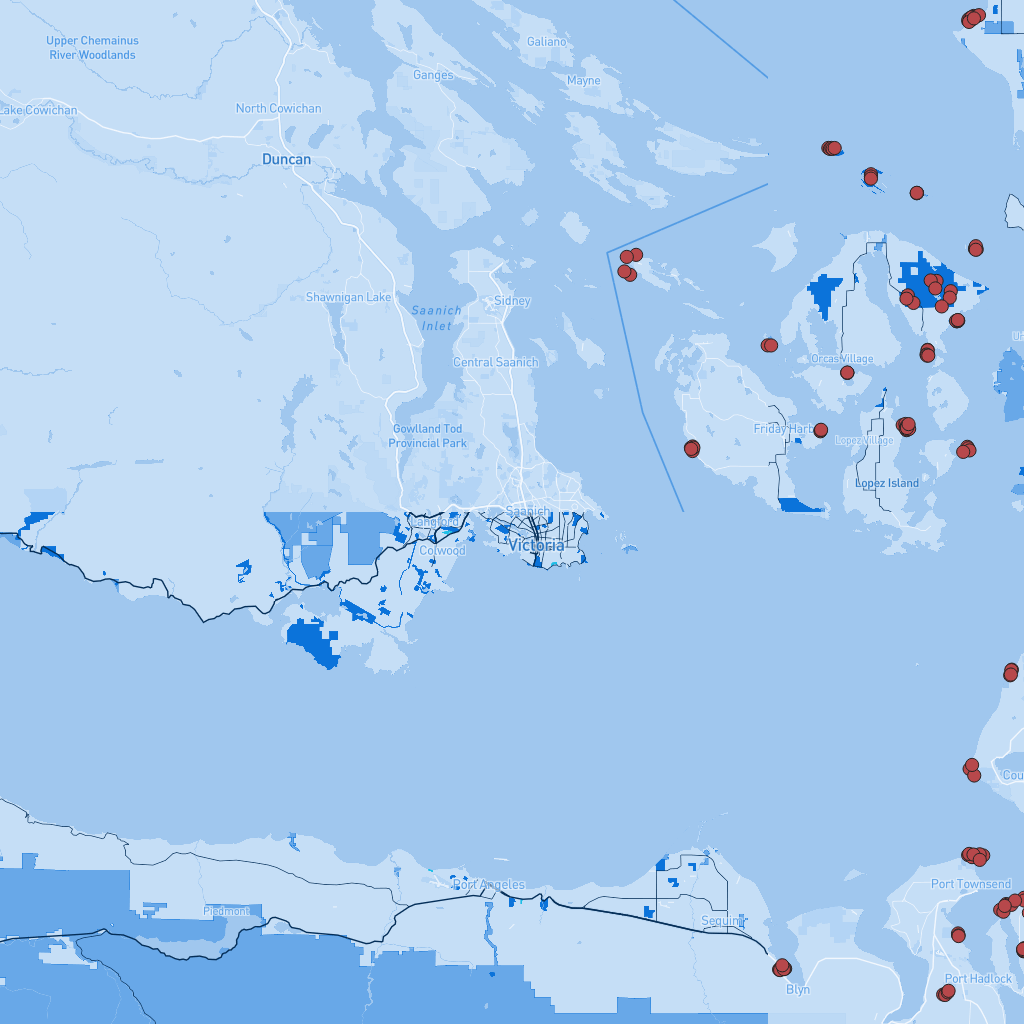 Upper Chemainus
River Woodlands
Galiano
Ganges
Mayne
Lake Cowichan
North Cowichan
Duncan
Shawnigan Lake
Saanich
Inlet
Sidney
Central Saanich
Orcas Village
Gowlland Tod
Provincial Park
Friday Harb
Lopez Village
Lopez Island
Saanich
Langford
Colwood
Victoria
Cou
Port Angeles
Port Townsend
Piedmont
Sequim
Port Hadlock
Blyn